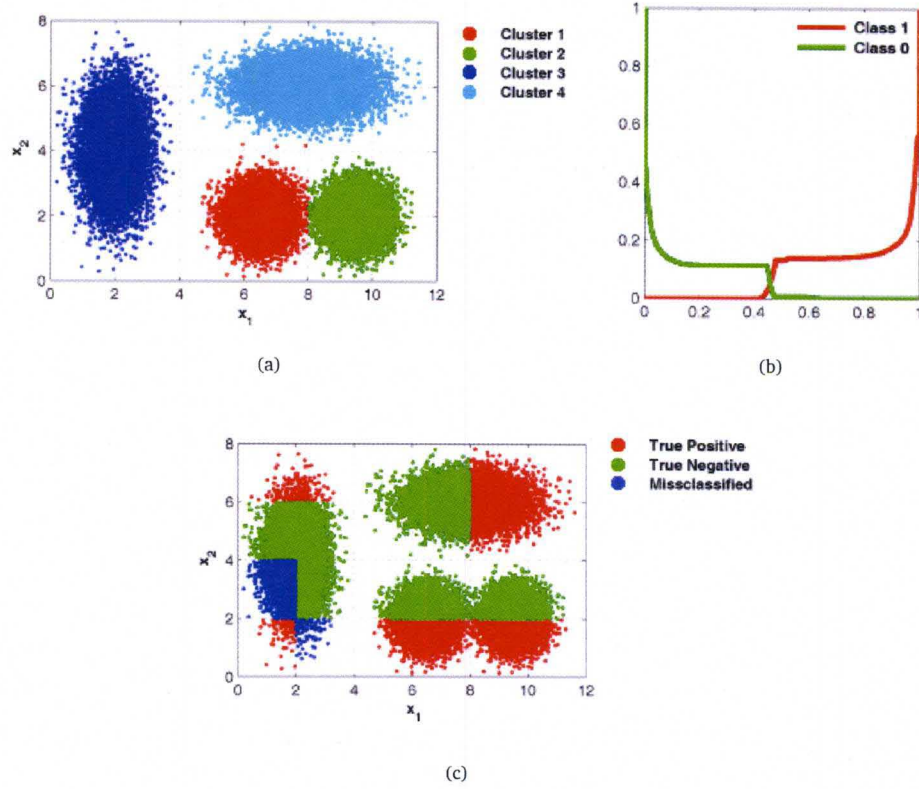 8
6
4
2
0
x2
0 2 4 6 8 10 12
x1
Cluster 1
Cluster 2
Cluster 3
Cluster 4
(a)
1
0.8
0.6
0.4
0.2
0
0 0.2 0.4 0.6 0.8 1
Class 1
Class 0
(b)
8
6
4
2
0
x2
0 2 4 6 8 10 12
x1
True Positive
True Negative
Missclassified
(c)